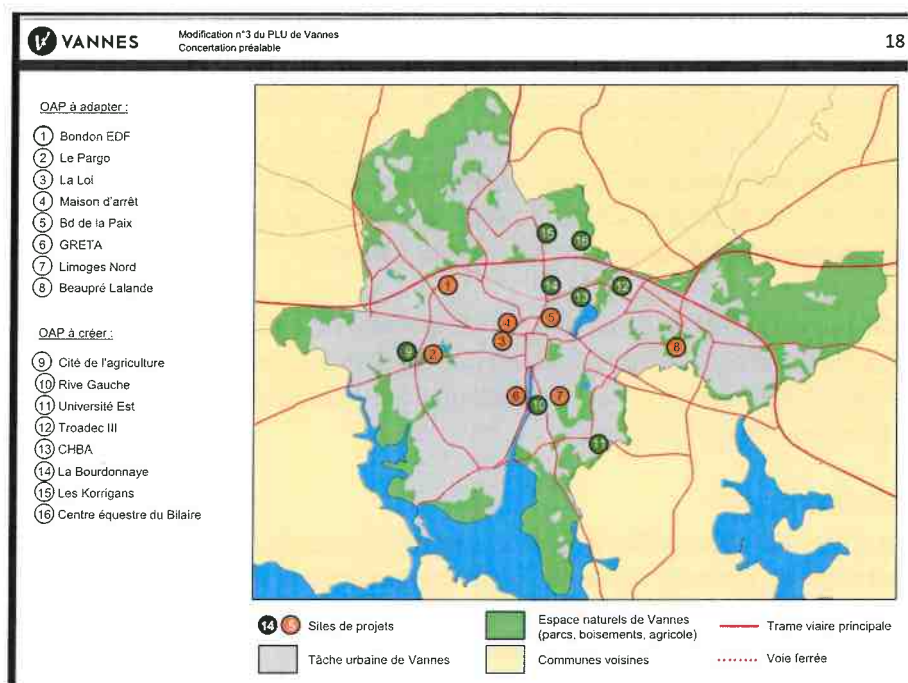 VANNES
Modification n°3 du PLU de Vannes
Concertation préalable
18
OAP à adapter :
1 Bondon EDF
2 Le Pargo
3 La Loi
4 Maison d'arrêt
5 Bd de la Paix
6 GRETA
7 Limoges Nord
8 Beaupré Lalande
OAP à créer :
9 Cité de l'agriculture
10 Rive Gauche
11 Université Est
12 Troadec III
13 CHBA
14 La Bourdonnaye
15 Les Korrigans
16 Centre équestre du Bilaire
15
16
1
14
13
12
4
5
3
9
2
8
6
10
7
11
14 5 Sites de projets
Tâche urbaine de Vannes
Espace naturels de Vannes
(parcs, boisements, agricole)
Communes voisines
Trame viaire principale
Voie ferrée